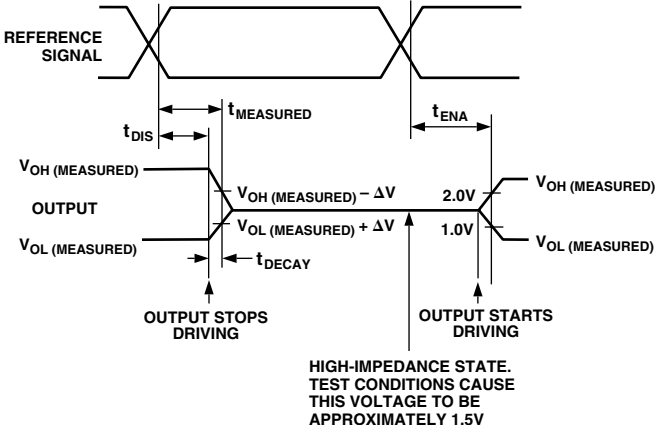 REFERENCE
SIGNAL
tMEASURED
tENA
tDIS
VOH (MEASURED)
VOH (MEASURED) – ΔV
2.0V
VOH (MEASURED)
OUTPUT
VOL (MEASURED) + ΔV
1.0V
VOL (MEASURED)
VOL (MEASURED)
tDECAY
OUTPUT STOPS
DRIVING
OUTPUT STARTS
DRIVING
HIGH-IMPEDANCE STATE.
TEST CONDITIONS CAUSE
THIS VOLTAGE TO BE
APPROXIMATELY 1.5V